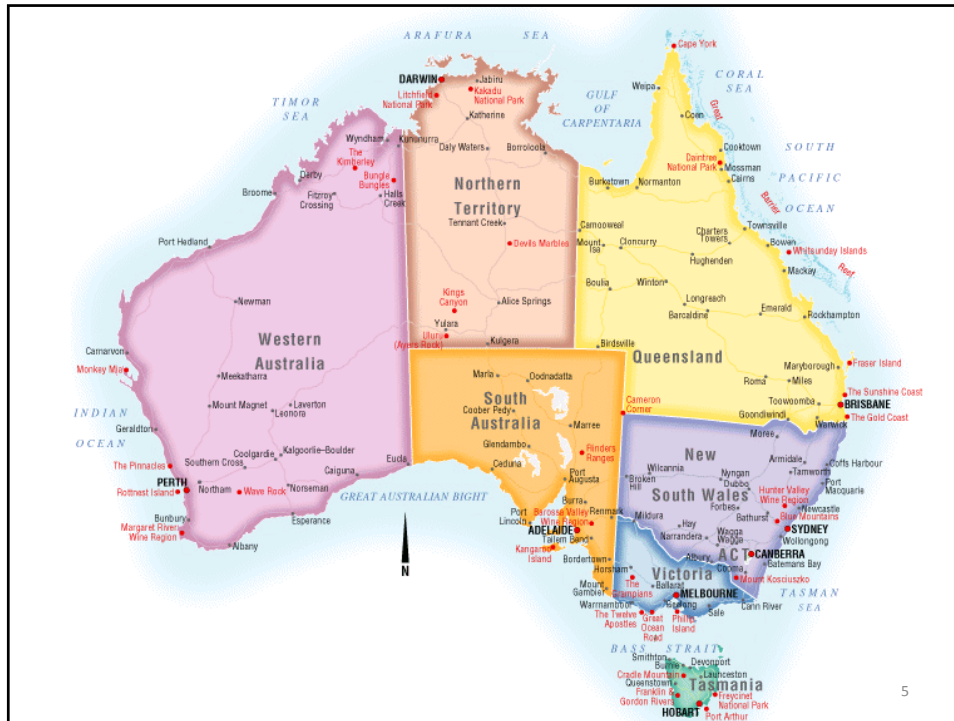 ARAFURA SEA
Cape York
DARWIN
Jabiru
Litchfield
National Park
Kakadu
National Park
Weipa
CORAL
SEA
TIMOR
SEA
GULF
OF
CARPENTARIA
Katherine
Coen
Great
Wyndham
Kununurra
Daly Waters
Borroloola
Cooktown
SOUTH
The
Kimberley
Daintree
National Park
Mossman
PACIFIC
Derby
Bungle
Bungles
Cairns
Broome
Fitzroy
Crossing
Halls
Creek
Northern
Territory
Burketown
Normanton
Barrier
OCEAN
Tennant Creek
Camooweal
Townsville
Port Hedland
Devils Marbles
Mount
Isa
Cloncurry
Charters
Towers
Bowen
Whitsunday Islands
Hughenden
Mackay
Reef
Kings
Canyon
Boulia
Winton
Newman
Alice Springs
Longreach
Barcaldine
Emerald
Rockhampton
Western
Australia
Yulara
Uluru
(Ayers Rock)
Kulgera
Birdsville
Queensland
Carnarvon
Monkey Mia
Meekatharra
Marla
Oodnadatta
Maryborough
Fraser Island
Roma
Miles
The Sunshine Coast
Mount Magnet
Laverton
Leonora
South
Australia
Coober Pedy
Cameron
Corner
Toowoomba
BRISBANE
INDIAN
OCEAN
Geraldton
Marree
Goondiwindi
Warwick
The Gold Coast
Moree
Glendambo
Coolgardie
Kalgoorlie-Boulder
Flinders
Ranges
New
South Wales
Armidale
Coffs Harbour
The Pinnacles
Southern Cross
Eucla
Ceduna
Wilcannia
Nyngan
Tamworth
Caiguna
Port
Augusta
Broken
Hill
Dubbo
Port
Macquarie
PERTH
Northam
Wave Rock
Norseman
Rottnest Island
GREAT AUSTRALIAN BIGHT
Burra
Forbes
Hunter Valley
Wine Region
Newcastle
Bunbury
Esperance
Port
Lincoln
Barossa Valley
Wine Region
Renmark
Mildura
Hay
Bathurst
Blue Mountains
Margaret River
Wine Region
ADELAIDE
SYDNEY
Wollongong
Albany
Tailem Bend
Narrandera
Wagga
Wagga
N
Kangaroo
Island
Bordertown
Albury
ACT
CANBERRA
Batemans Bay
Horsham
Victoria
Cooma
Mount Kosciuszko
Mount
Gambier
The
Grampians
Ballarat
MELBOURNE
TASMAN
SEA
Warrnambool
Geelong
Sale
Cann River
The Twelve
Apostles
Great
Ocean
Road
Philip
Island
BASS STRAIT
Smithton
Burnie
Devonport
Cradle Mountain
Launceston
Queenstown
Tasmania
Franklin &
Gordon Rivers
Freycinet
National Park
HOBART
Port Arthur
5